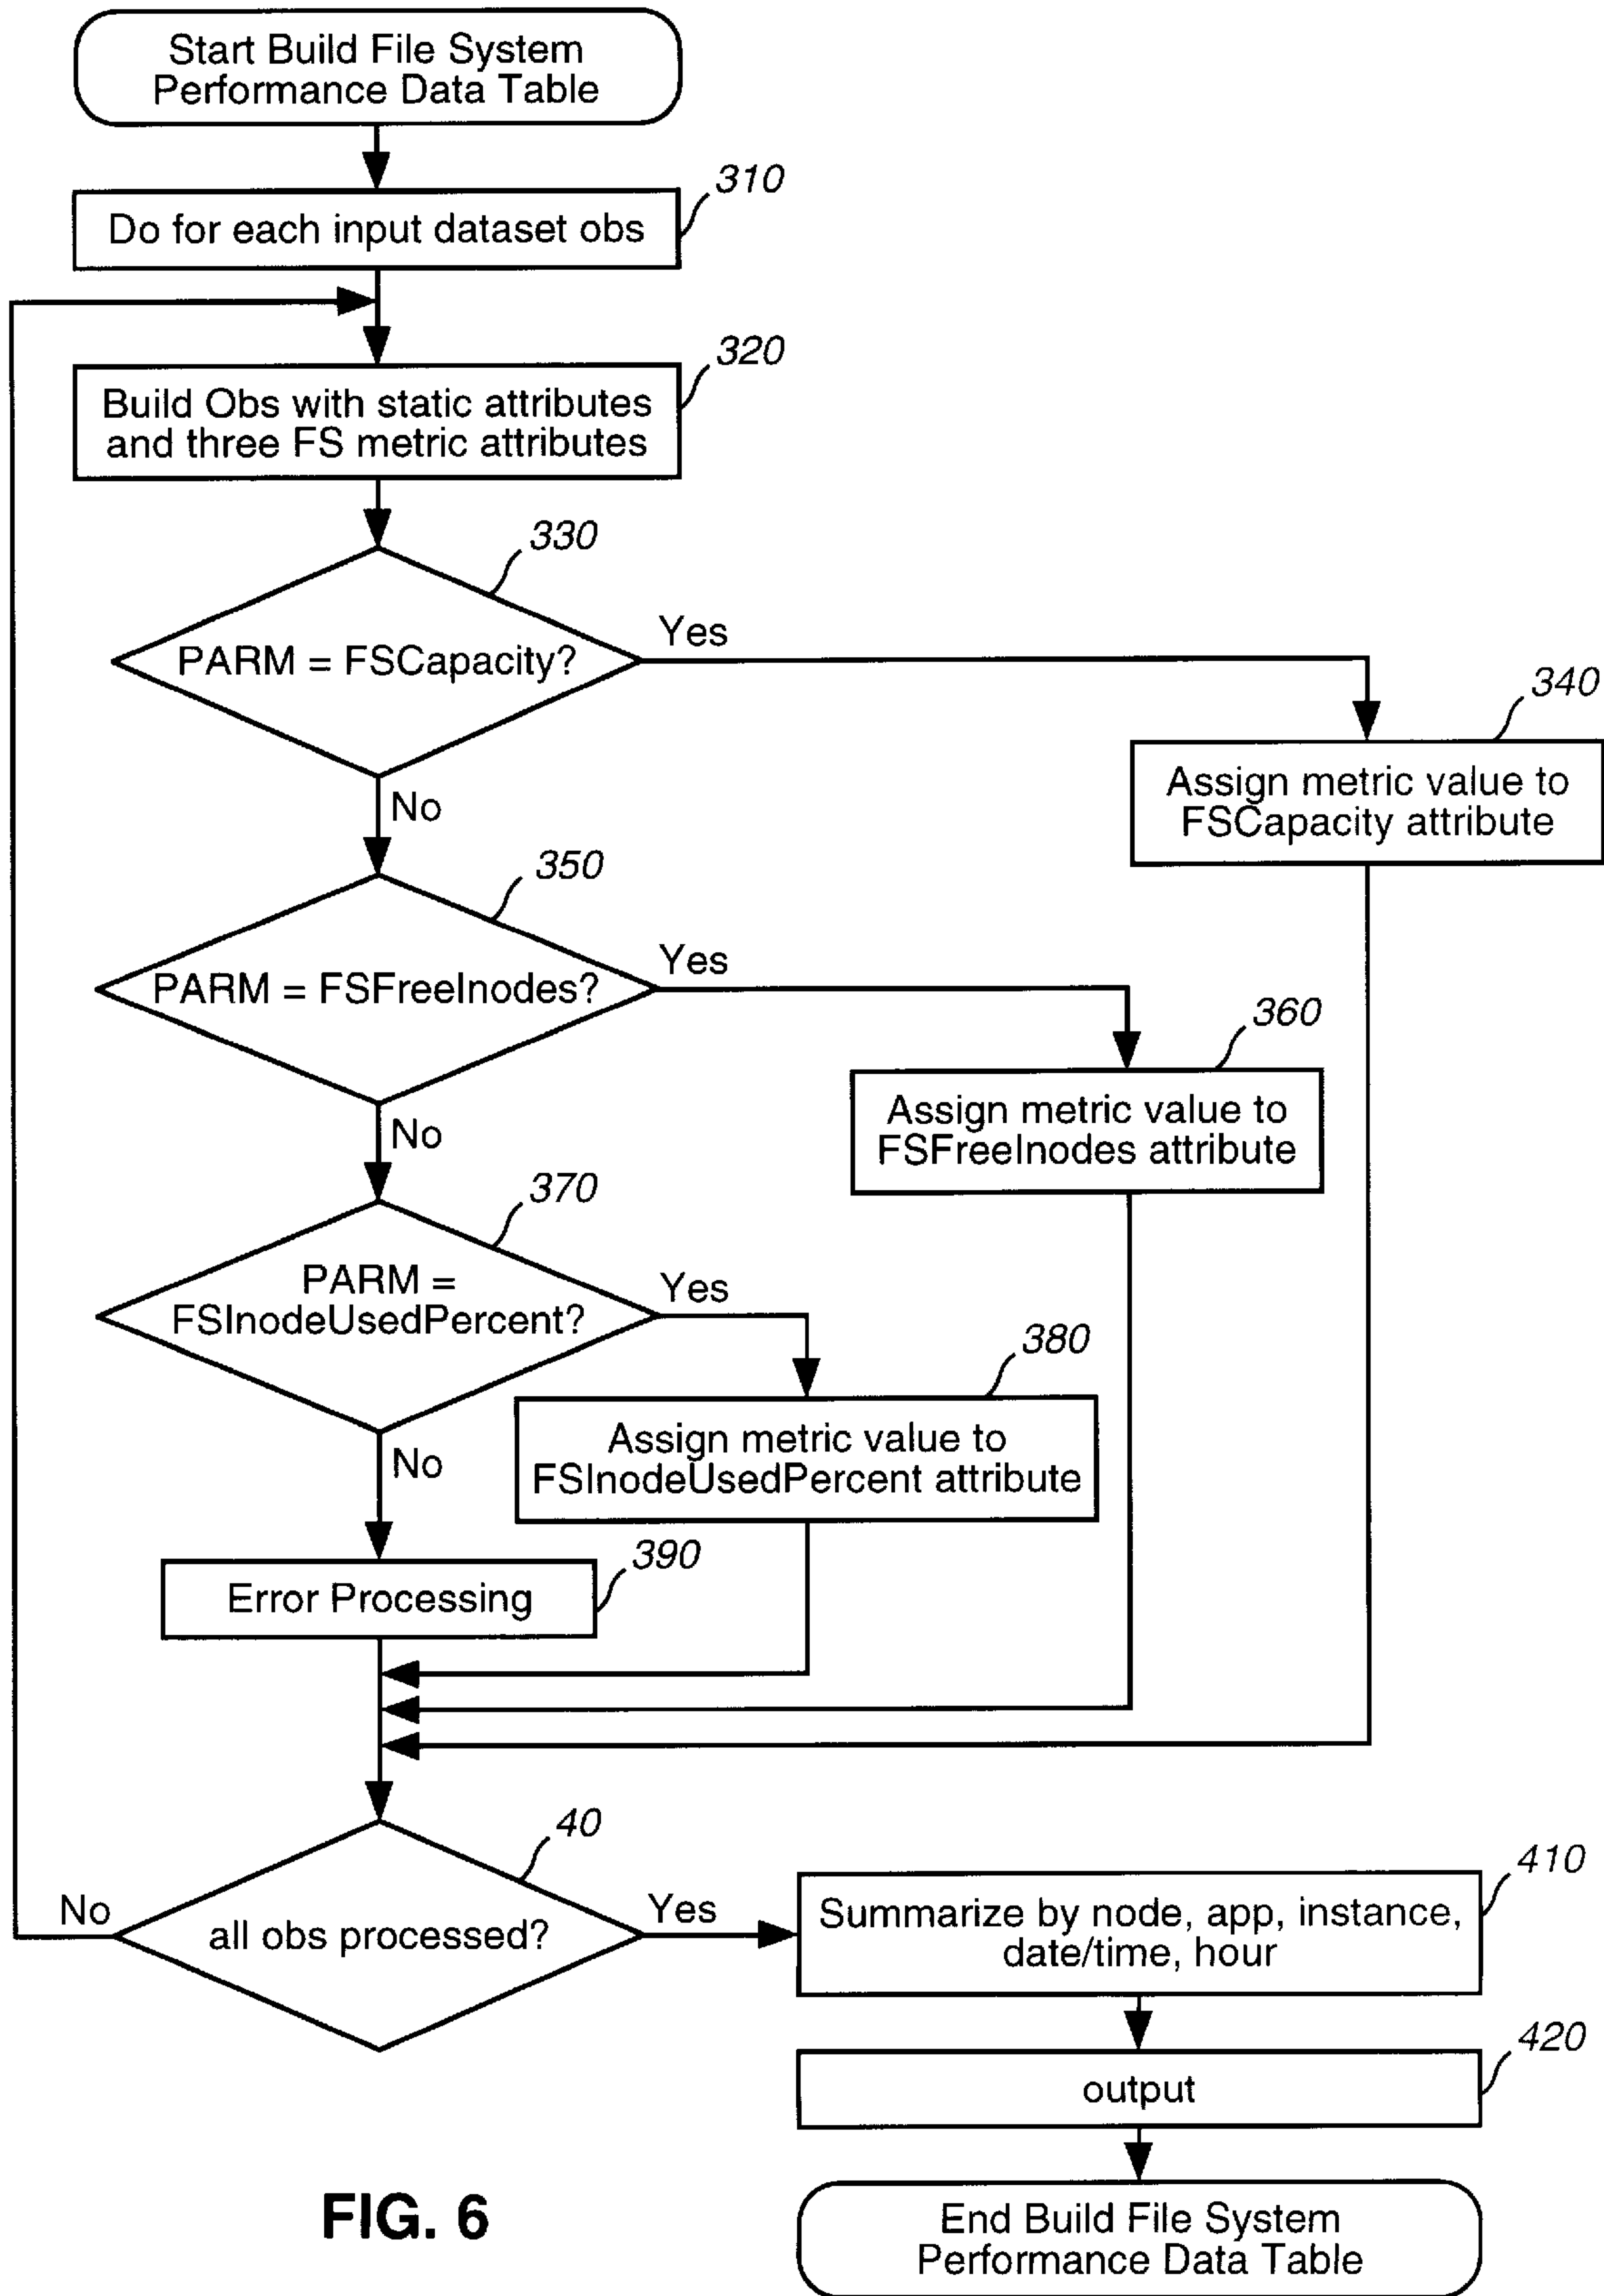 Start Build File System
Performance Data Table
310
Do for each input dataset obs
320
Build Obs with static attributes
and three FS metric attributes
330
PARM = FSCapacity?
Yes
No
340
Assign metric value to
FSCapacity attribute
350
PARM = FSFreeInodes?
Yes
No
360
Assign metric value to
FSFreeInodes attribute
370
PARM =
FSInodeUsedPercent?
Yes
No
380
Assign metric value to
FSInodeUsedPercent attribute
390
Error Processing
40
all obs processed?
No
Yes
410
Summarize by node, app, instance,
date/time, hour
420
output
End Build File System
Performance Data Table
FIG. 6